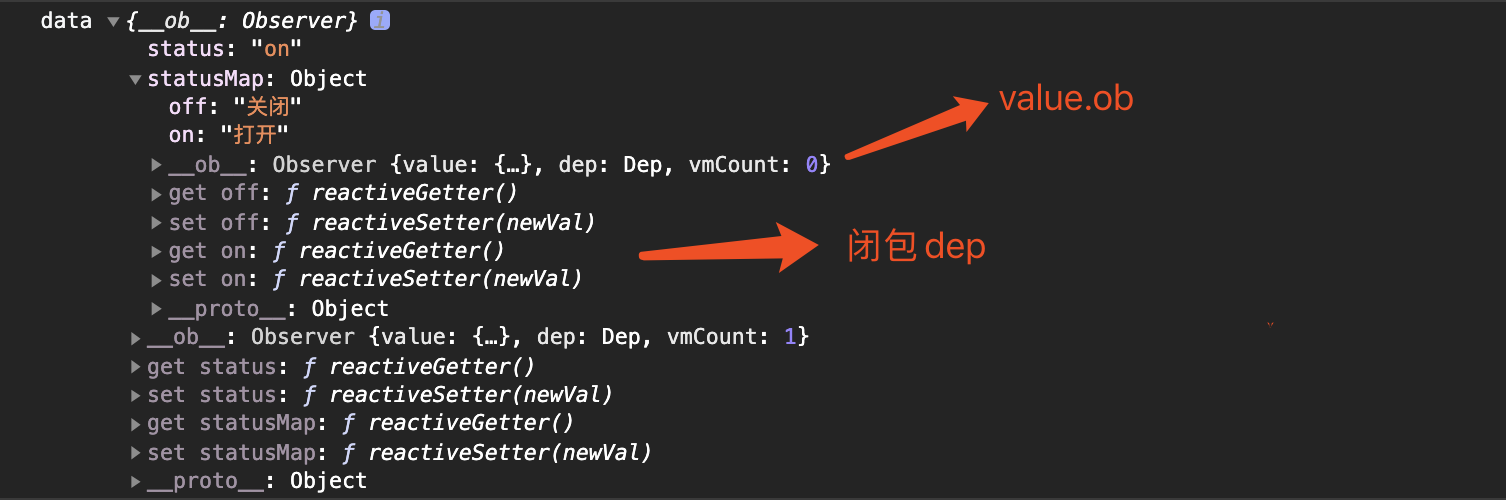 data ▼{__ob__: Observer} i
status: "on"
▼statusMap: Object
off: "关闭"
on: "打开"
▶__ob__: Observer {value: {…}, dep: Dep, vmCount: 0}
value.ob
▶get off: ƒ reactiveGetter()
▶set off: ƒ reactiveSetter(newVal)
▶get on: ƒ reactiveGetter()
闭包dep
▶set on: ƒ reactiveSetter(newVal)
▶__proto__: Object
▶__ob__: Observer {value: {…}, dep: Dep, vmCount: 1}
▶get status: ƒ reactiveGetter()
▶set status: ƒ reactiveSetter(newVal)
▶get statusMap: ƒ reactiveGetter()
▶set statusMap: ƒ reactiveSetter(newVal)
▶__proto__: Object